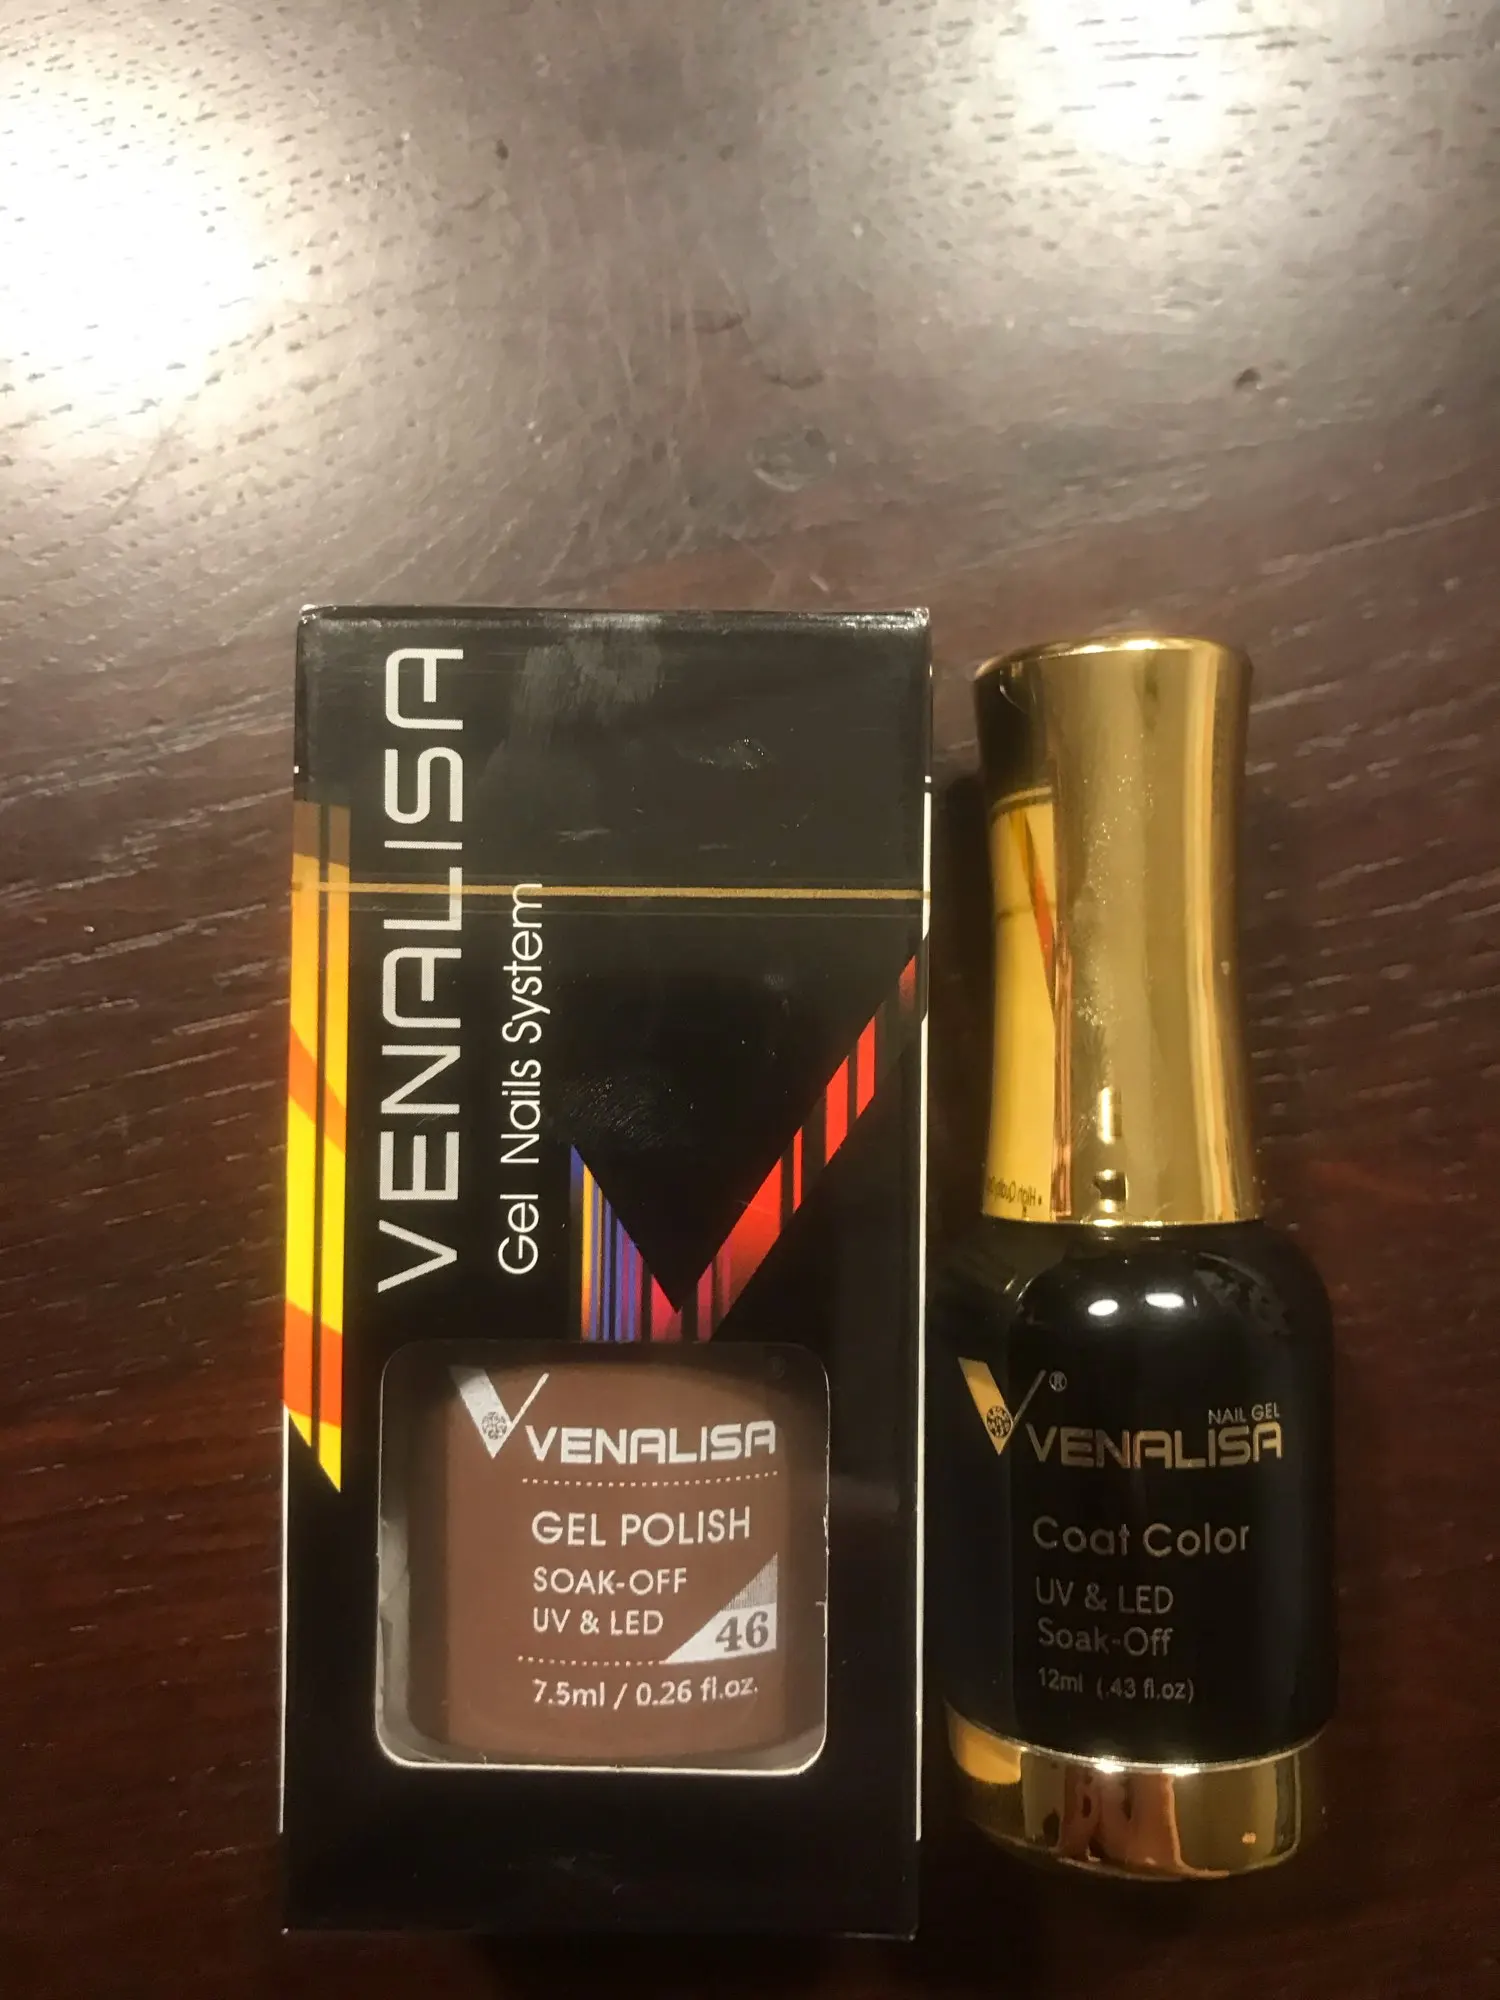 VENALISA
Gel Nails System
VENALISA
GEL POLISH
SOAK-OFF
UV & LED
46
7.5ml / 0.26 fl.oz.
®
NAIL GEL
VENALISA
Coat Color
UV & LED
Soak-Off
12ml (.43 fl.oz)